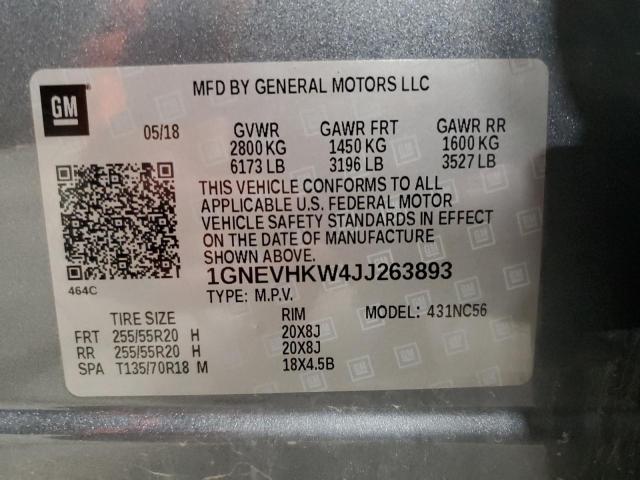 GM
MFD BY GENERAL MOTORS LLC
05/18 GVWR GAWR FRT GAWR RR
2800 KG 1450 KG 1600 KG
6173 LB 3196 LB 3527 LB
THIS VEHICLE CONFORMS TO ALL
APPLICABLE U.S. FEDERAL MOTOR
VEHICLE SAFETY STANDARDS IN EFFECT
ON THE DATE OF MANUFACTURE
SHOWN ABOVE.
1GNEVHKW4JJ263893
464C
TYPE: M.P.V.
TIRE SIZE RIM MODEL: 431NC56
FRT 255/55R20 H 20X8J
RR 255/55R20 H 20X8J
SPA T135/70R18 M 18X4.5B